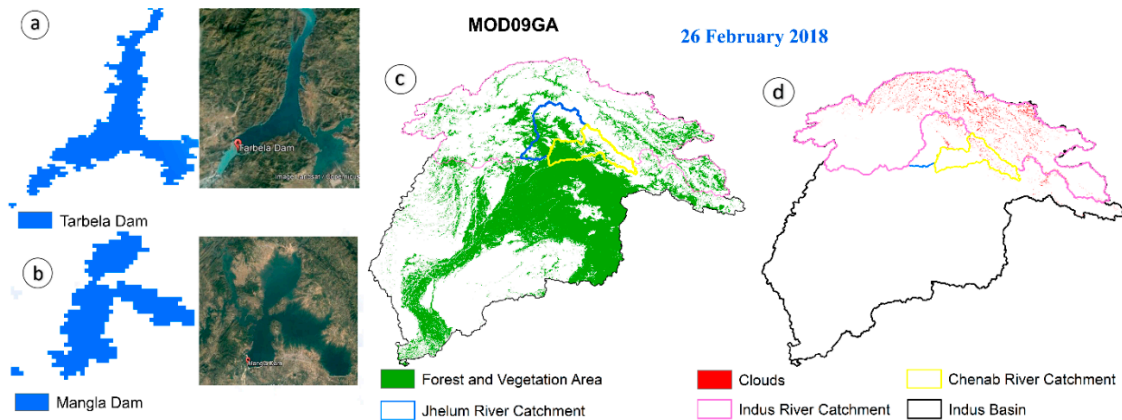 MOD09GA
26 February 2018
a
Tarbela Dam
Tarbela Dam
b
Mangla Dam
c
d
Forest and Vegetation Area
Jhelum River Catchment
Clouds
Indus River Catchment
Chenab River Catchment
Indus Basin